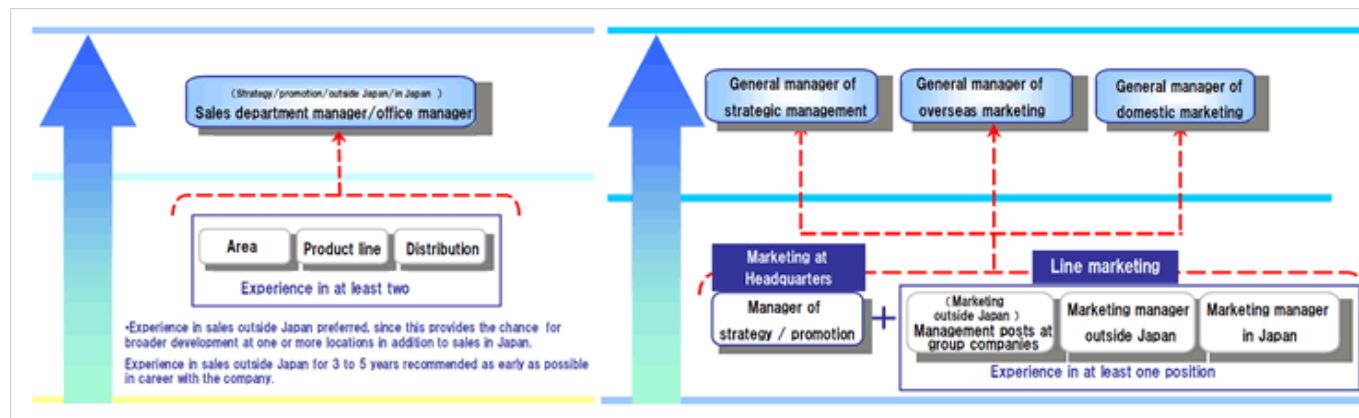 (Strategy/promotion/outside Japan/in Japan )
Sales department manager/office manager
Area
Product line
Distribution
Experience in at least two
•Experience in sales outside Japan preferred, since this provides the chance for
broader development at one or more locations in addition to sales in Japan.
Experience in sales outside Japan for 3 to 5 years recommended as early as possible
in career with the company.
General manager of
strategic management
General manager of
overseas marketing
General manager of
domestic marketing
Marketing at
Headquarters
Line marketing
Manager of
strategy / promotion
+
(Marketing
outside Japan )
Management posts at
group companies
Marketing manager
outside Japan
Marketing manager
in Japan
Experience in at least one position